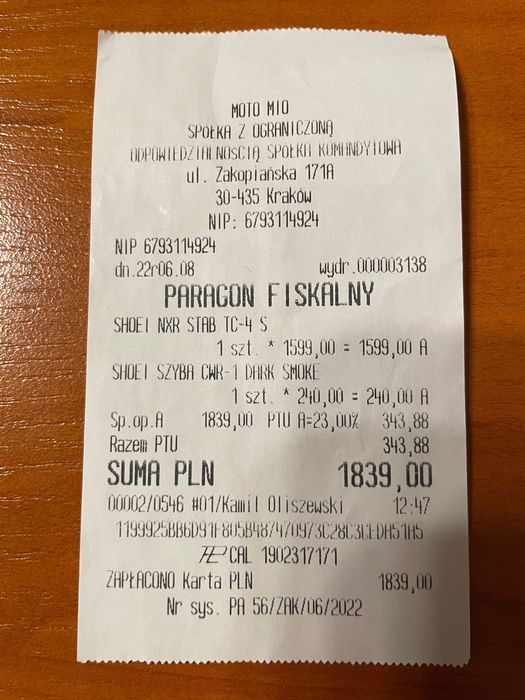 MOTO MIO
SPÓŁKA Z OGRANICZONĄ
ODPOWIEDZIALNOŚCIĄ SPÓŁKA KOMANDYTOWA
ul. Zakopiańska 171A
30-435 Kraków
NIP: 6793114924
NIP 6793114924
dn.22r06.08 wydr.000003138
PARAGON FISKALNY
SHOEI NXR STAB TC-4 S
1 szt. * 1599,00 = 1599,00 A
SHOEI SZYBA CWR-1 DARK SMOKE
1 szt. * 240,00 = 240,00 A
Sp.op.A 1839,00 PTU A=23,00% 343,88
Razem PTU 343,88
SUMA PLN 1839,00
00002/0546 #01/Kamil Oliszewski 12:47
CAL 1902317171
ZAPŁACONO Karta PLN 1839,00
Nr sys. PA 56/ZAK/06/2022